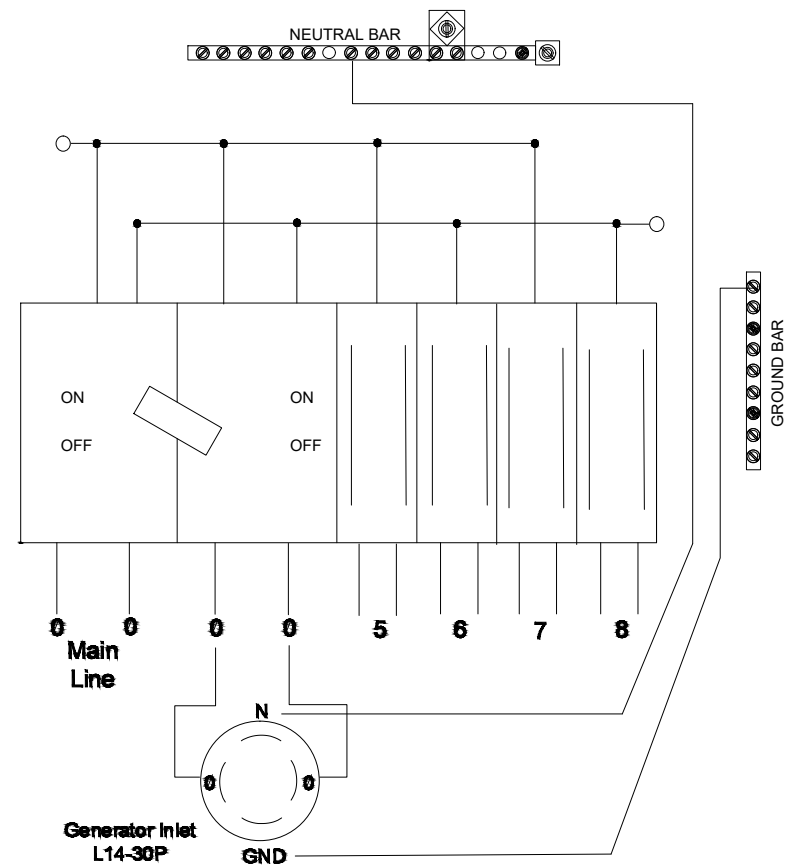 NEUTRAL BAR
GROUND BAR
ON ON
OFF OFF
0 0 0 0 5 6 7 8
Main
Line
N
0 0
Generator Inlet
L14-30P
GND